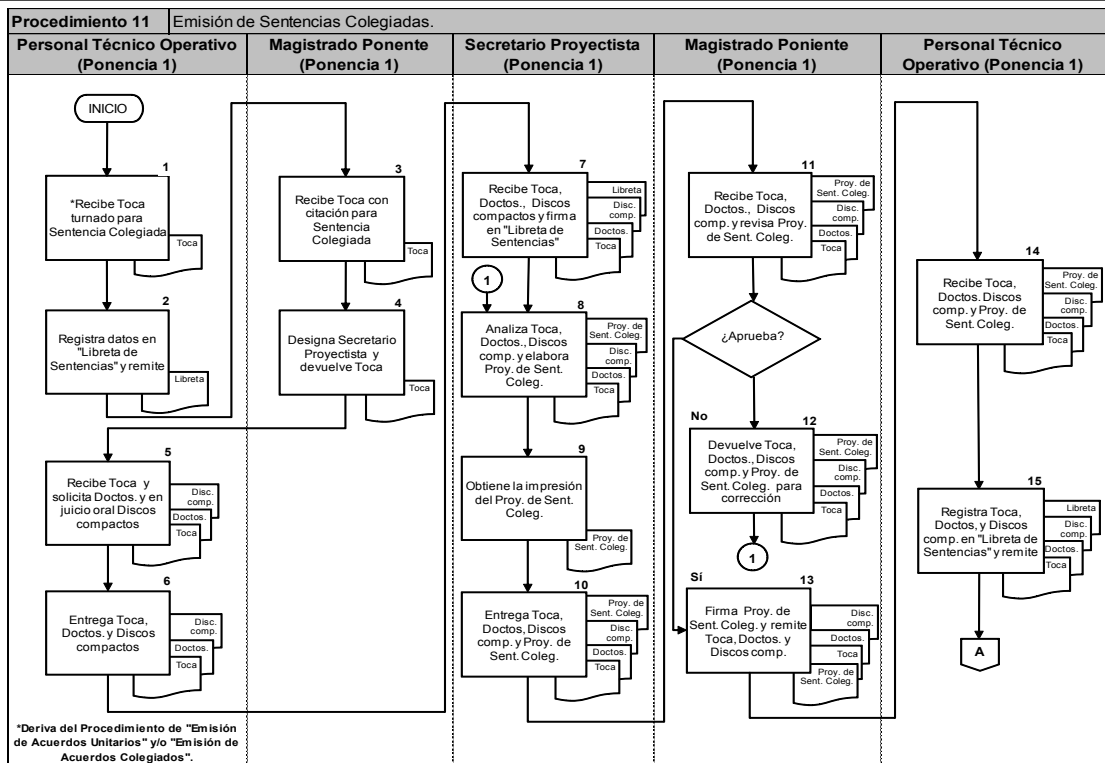 Procedimiento 11 Emisión de Sentencias Colegiadas.
Personal Técnico Operativo
(Ponencia 1)
Magistrado Ponente
(Ponencia 1)
Secretario Proyectista
(Ponencia 1)
Magistrado Poniente
(Ponencia 1)
Personal Técnico
Operativo (Ponencia 1)
INICIO
1
*Recibe Toca
turnado para
Sentencia Colegiada
Toca
2
Registra datos en
"Libreta de
Sentencias" y remite
Libreta
3
Recibe Toca con
citación para
Sentencia
Colegiada
Toca
4
Designa Secretario
Proyectista y
devuelve Toca
Toca
5
Recibe Toca y
solicita Doctos. y en
juicio oral Discos
compactos
Disc.
comp.
Doctos.
Toca
6
Entrega Toca,
Doctos. y Discos
compactos
Disc.
comp.
Doctos.
Toca
*Deriva del Procedimiento de "Emisión
de Acuerdos Unitarios" y/o "Emisión de
Acuerdos Colegiados".
7
Recibe Toca,
Doctos., Discos
compactos y firma
en "Libreta de
Sentencias"
Libreta
Disc.
comp.
Doctos.
Toca
1
8
Analiza Toca,
Doctos., Discos
comp. y elabora
Proy. de Sent.
Coleg.
Proy. de
Sent. Coleg.
Disc.
comp.
Doctos.
Toca
9
Obtiene la impresión
del Proy. de Sent.
Coleg.
Proy. de
Sent. Coleg.
10
Entrega Toca,
Doctos, Discos
comp. y Proy. de
Sent. Coleg.
Proy. de
Sent. Coleg.
Disc.
comp.
Doctos.
Toca
11
Recibe Toca,
Doctos., Discos
comp. y revisa Proy.
de Sent. Coleg.
Proy. de
Sent. Coleg.
Disc.
comp.
Doctos.
Toca
¿Aprueba?
No
12
Devuelve Toca,
Doctos., Discos
comp. y Proy. de
Sent. Coleg. para
corrección
Proy. de
Sent. Coleg.
Disc.
comp.
Doctos.
Toca
1
Sí
13
Firma Proy. de
Sent. Coleg. y remite
Toca, Doctos. y
Discos comp.
Disc.
comp.
Doctos.
Toca
Proy. de
Sent. Coleg.
14
Recibe Toca,
Doctos. Discos
comp. y Proy. de
Sent. Coleg.
Proy. de
Sent. Coleg.
Disc.
comp.
Doctos.
Toca
15
Registra Toca,
Doctos, y Discos
comp. en "Libreta de
Sentencias" y remite
Libreta
Disc.
comp.
Doctos.
Toca
A